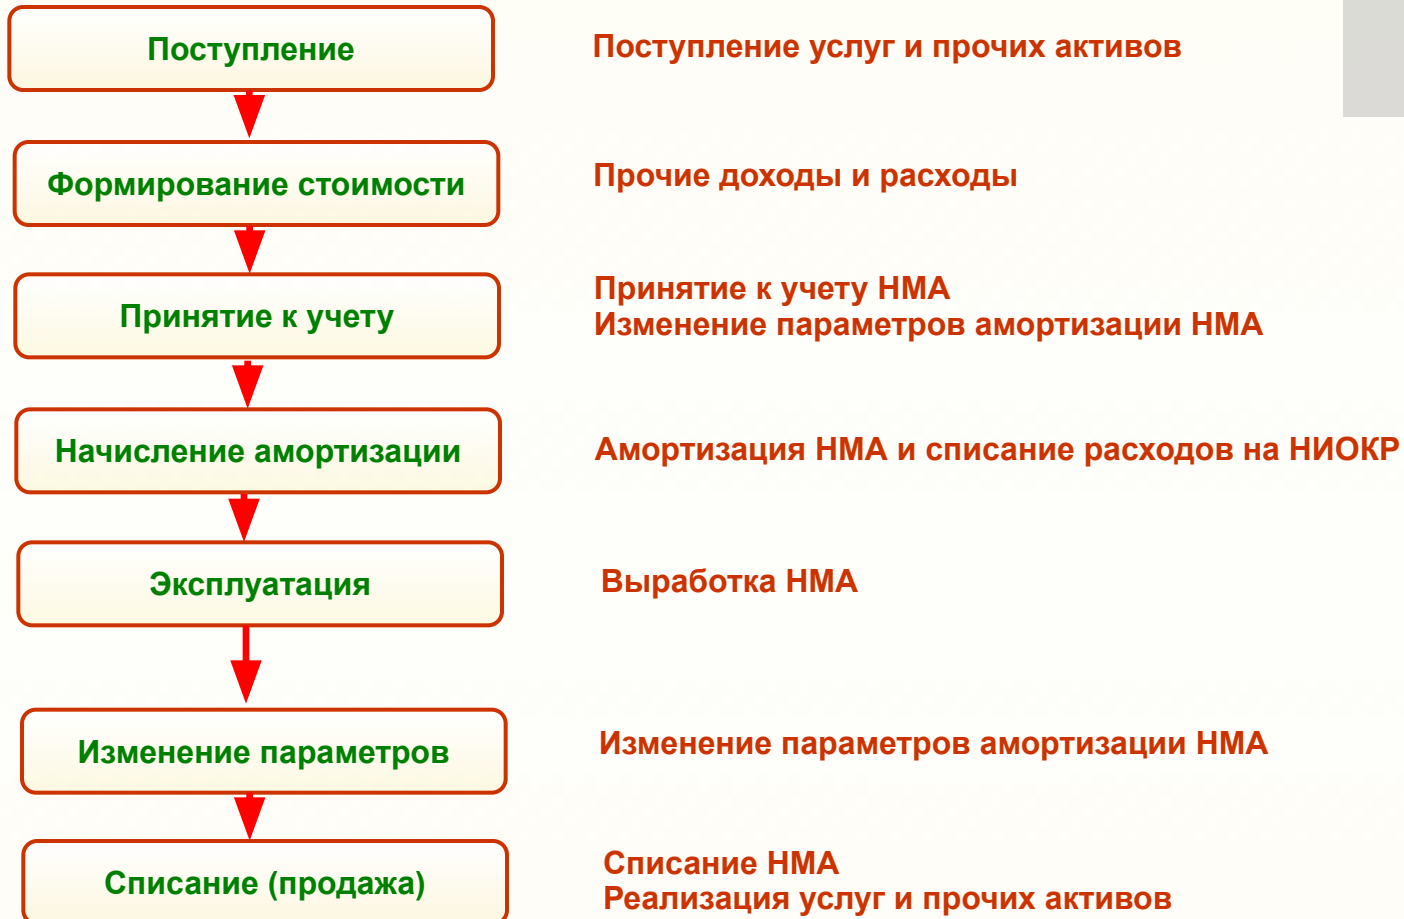 Поступление
Поступление услуг и прочих активов
Формирование стоимости
Прочие доходы и расходы
Принятие к учету
Принятие к учету НМА
Изменение параметров амортизации НМА
Начисление амортизации
Амортизация НМА и списание расходов на НИОКР
Эксплуатация
Выработка НМА
Изменение параметров
Изменение параметров амортизации НМА
Списание (продажа)
Списание НМА
Реализация услуг и прочих активов